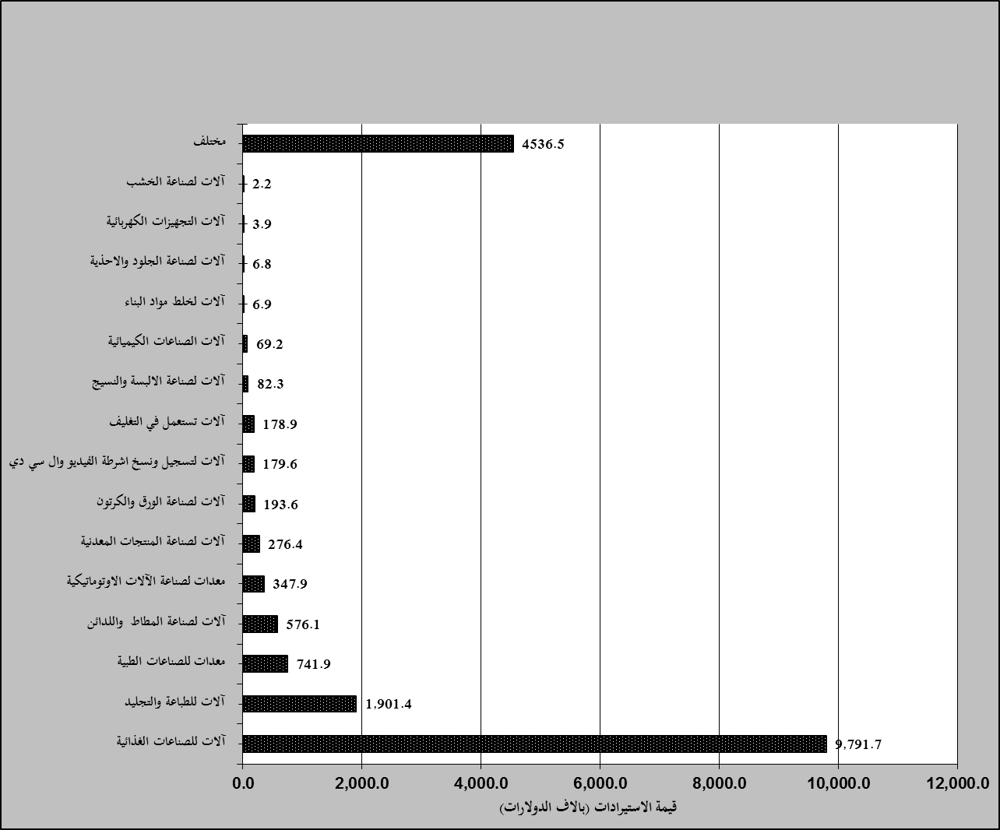 مختلف 4536.5
آلات لصناعة الخشب 2.2
آلات التجهيزات الكهربائية 3.9
آلات لصناعة الجلود والاحذية 6.8
آلات لخلط مواد البناء 6.9
آلات الصناعات الكيميائية 69.2
آلات لصناعة الالبسة والنسيج 82.3
آلات تستعمل في التغليف 178.9
آلات لتسجيل ونسخ اشرطة الفيديو وال سي دي 179.6
آلات لصناعة الورق والكرتون 193.6
آلات لصناعة المنتجات المعدنية 276.4
معدات لصناعة الآلات الاوتوماتيكية 347.9
آلات لصناعة المطاط واللدائن 576.1
معدات للصناعات الطبية 741.9
آلات للطباعة والتجليد 1,901.4
آلات للصناعات الغذائية 9,791.7
0.0 2,000.0 4,000.0 6,000.0 8,000.0 10,000.0 12,000.0
قيمة الاستيرادات (بالاف الدولارات)